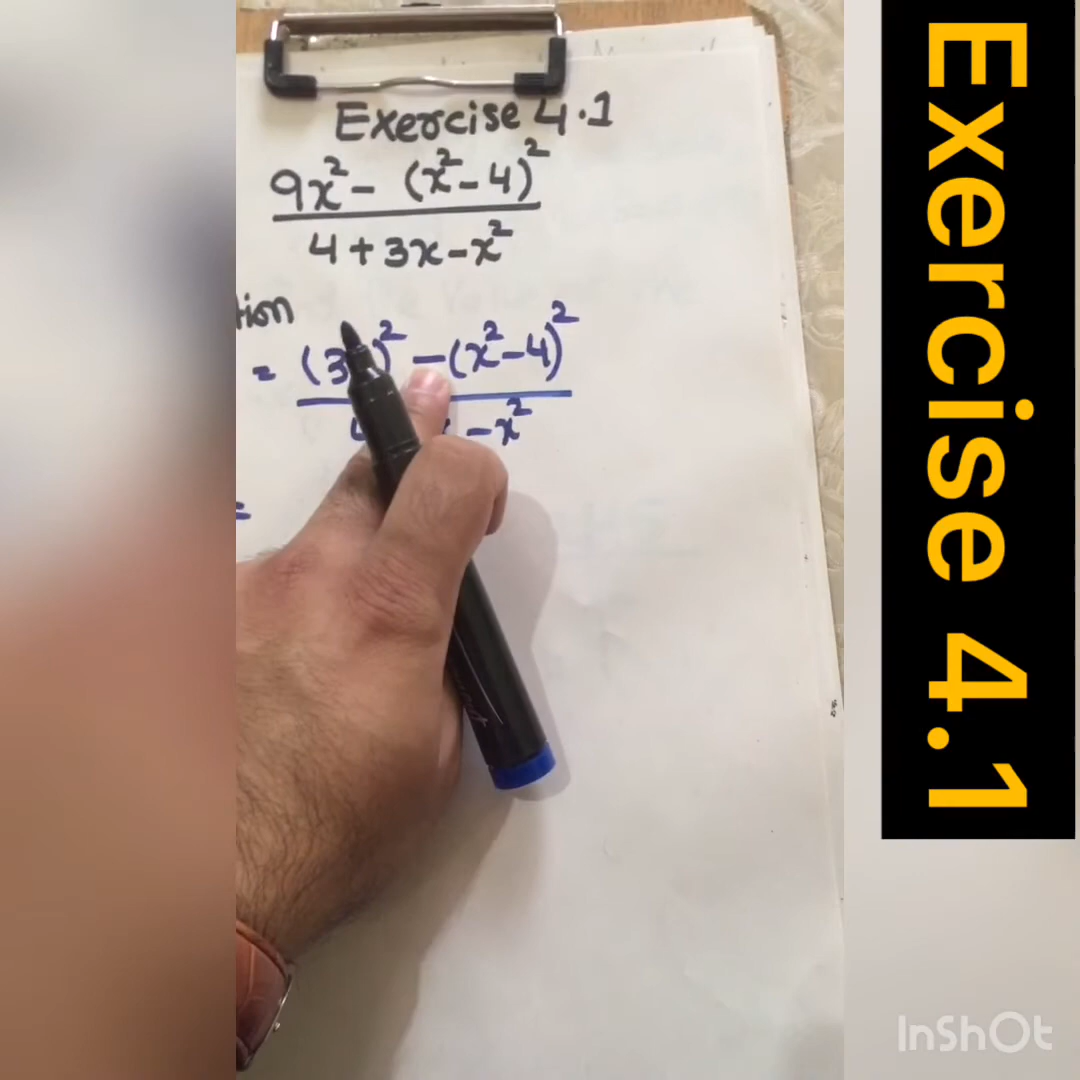 Exercise 4.1
9x² - (x²-4)²
4+3x-x²
tion
= (3 )² - (x²-4)²
- x²
=
Exercise 4.1
InShOt